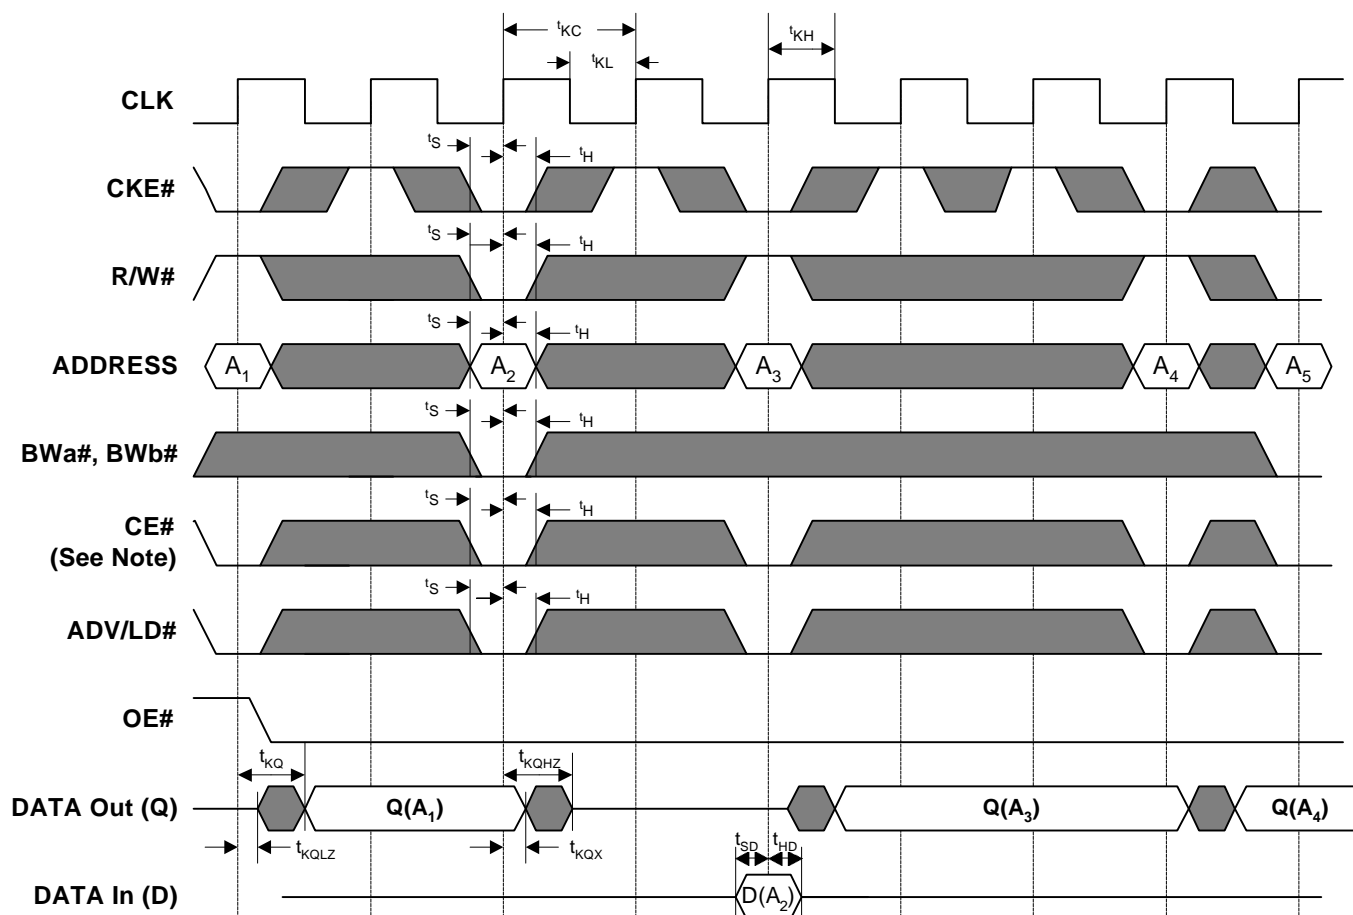 tKC
tKH
tKL
CLK
tS
tH
CKE#
tS
tH
R/W#
tS
tH
ADDRESS
A1
A2
A3
A4
A5
tS
tH
BWa#, BWb#
tS
tH
CE#
(See Note)
tS
tH
ADV/LD#
OE#
tKQ
tKQHZ
DATA Out (Q)
Q(A1)
Q(A3)
Q(A4)
tKQLZ
tKQX
tSD
tHD
DATA In (D)
D(A2)